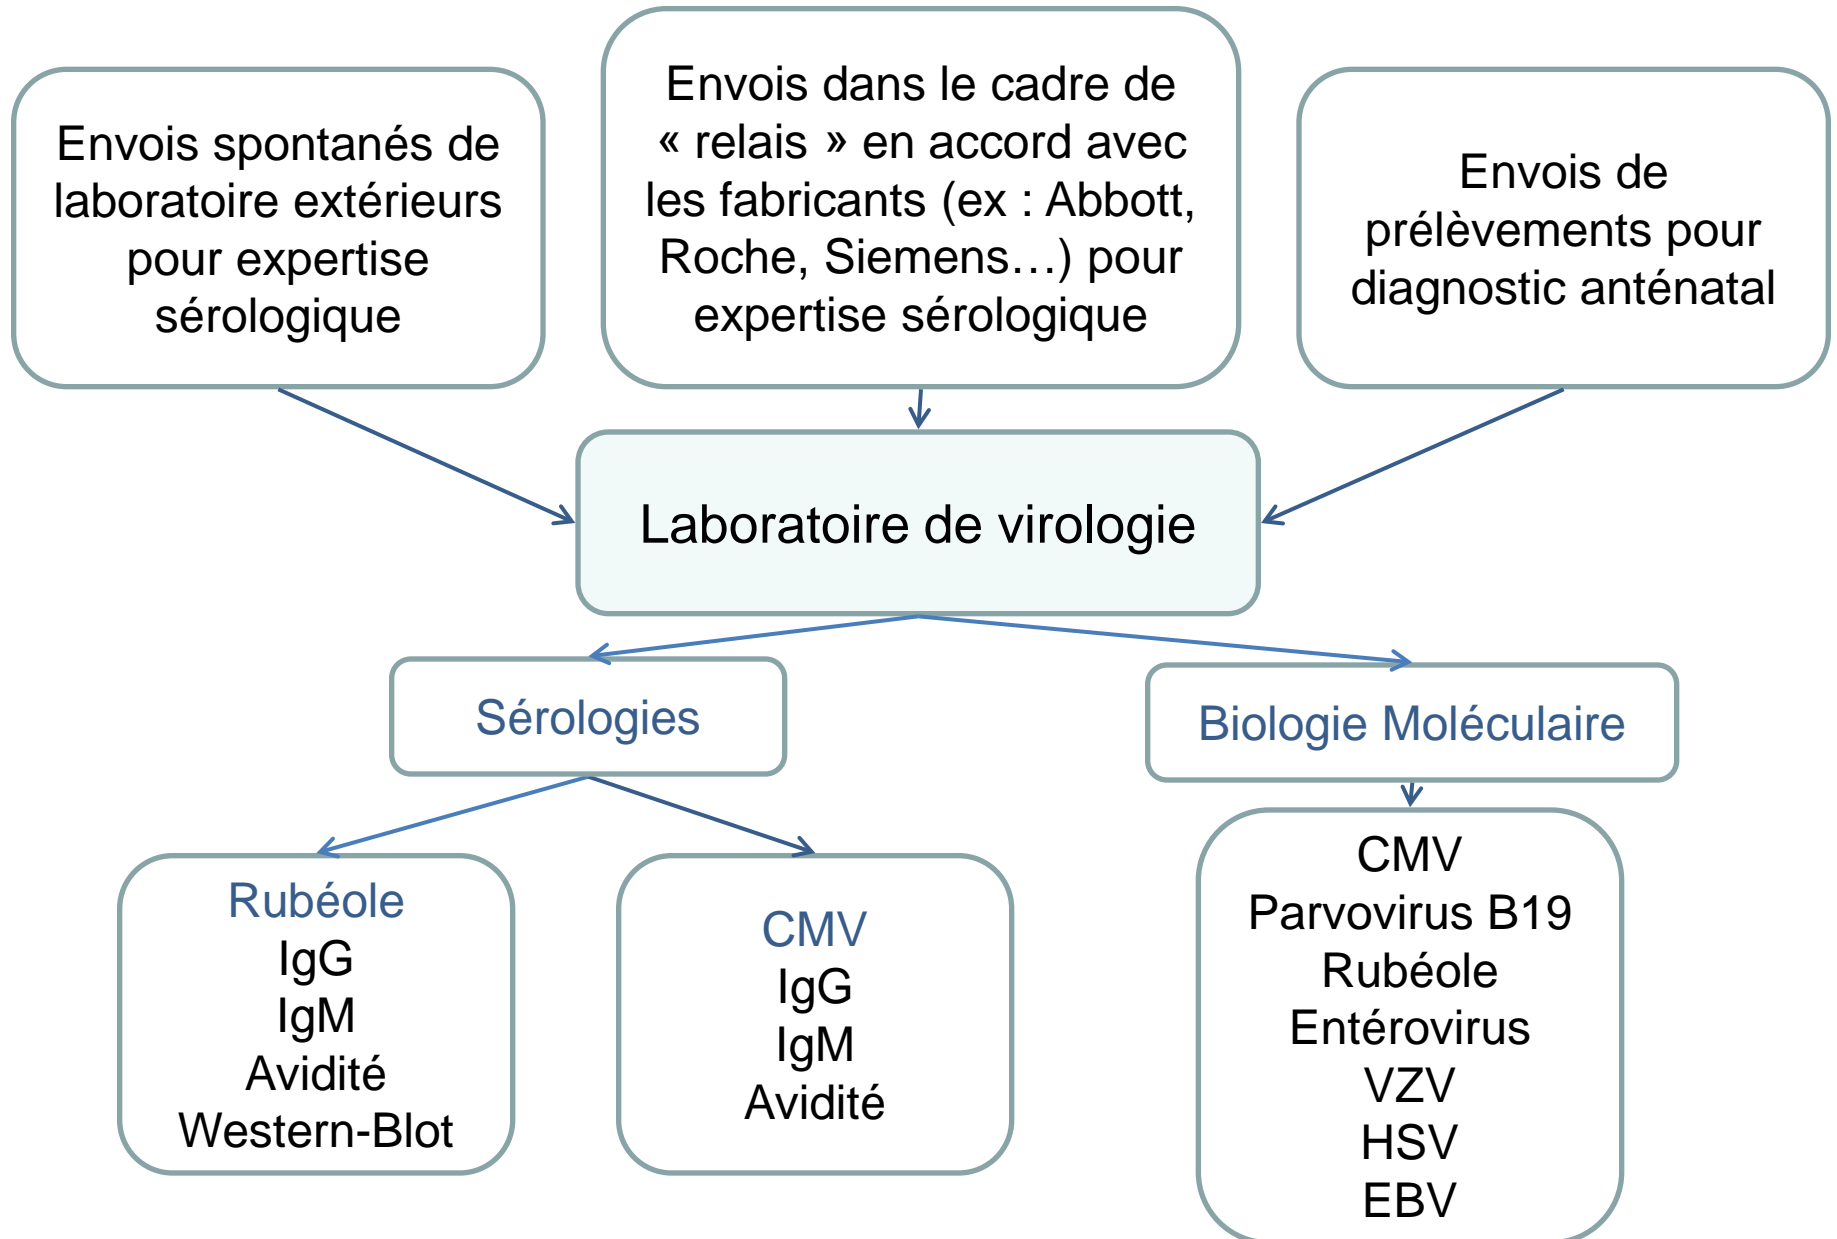 Envois spontanés de
laboratoire extérieurs
pour expertise
sérologique
Envois dans le cadre de
« relais » en accord avec
les fabricants (ex : Abbott,
Roche, Siemens…) pour
expertise sérologique
Envois de
prélèvements pour
diagnostic anténatal
Laboratoire de virologie
Sérologies
Biologie Moléculaire
Rubéole
IgG
IgM
Avidité
Western-Blot
CMV
IgG
IgM
Avidité
CMV
Parvovirus B19
Rubéole
Entérovirus
VZV
HSV
EBV